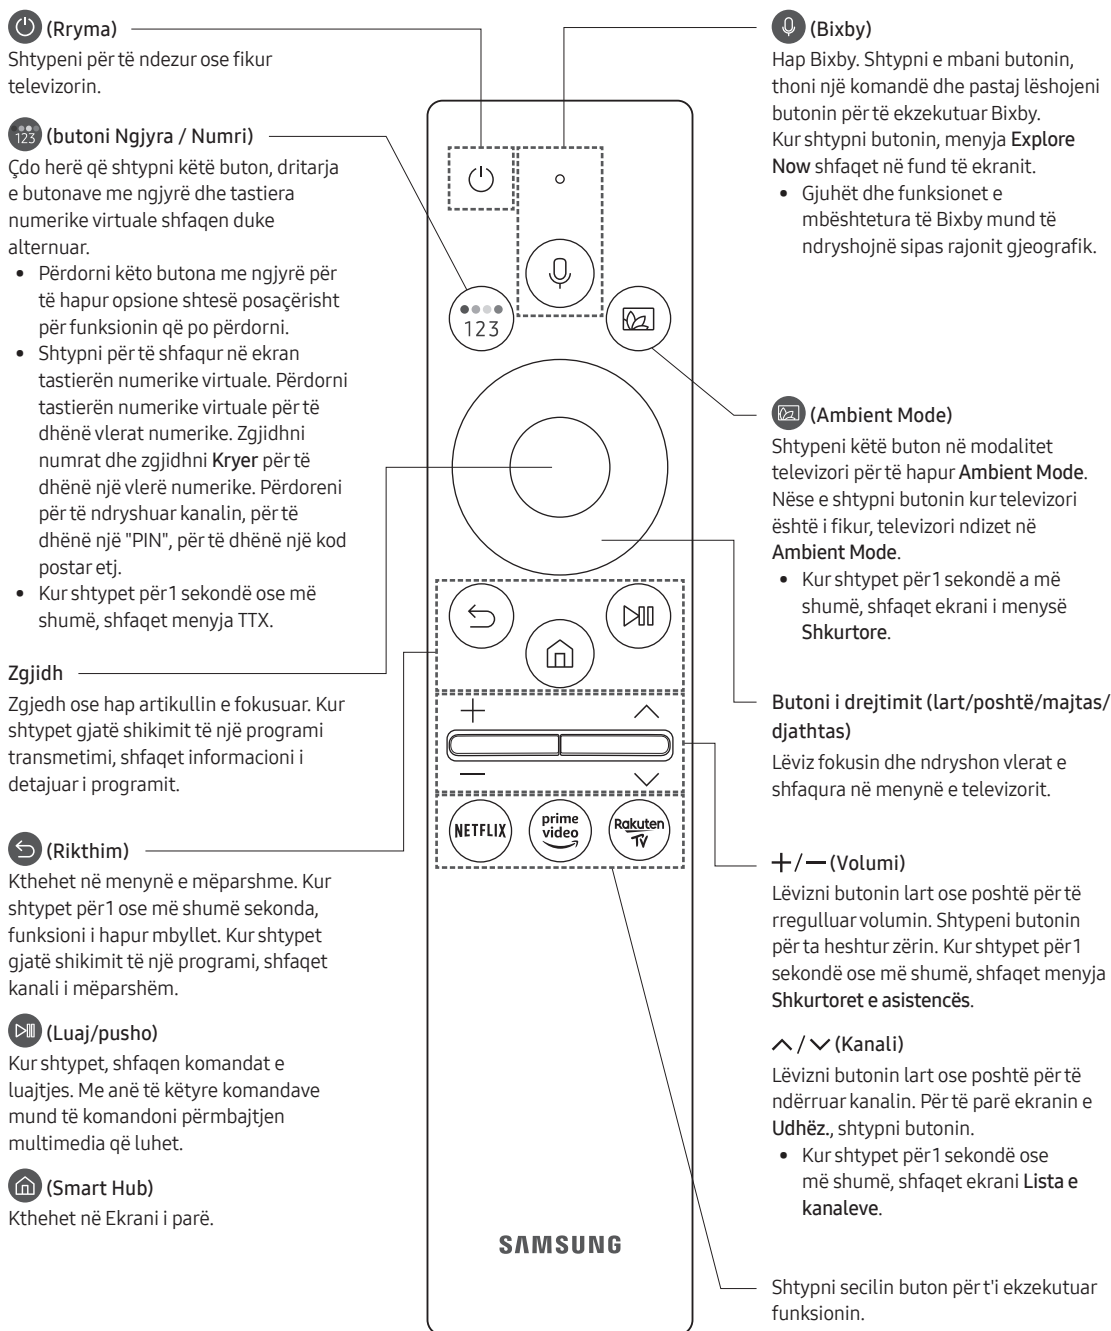 (Rryma)
Shtypeni për të ndezur ose fikur
televizorin.
123 (butoni Ngjyra / Numri)
Çdo herë që shtypni këtë buton, dritarja
e butonave me ngjyrë dhe tastiera
numerike virtuale shfaqen duke
alternuar.
• Përdorni këto butona me ngjyrë për
të hapur opsione shtesë posaçërisht
për funksionin që po përdorni.
• Shtypni për të shfaqur në ekran
tastierën numerike virtuale. Përdorni
tastierën numerike virtuale për të
dhënë vlerat numerike. Zgjidhni
numrat dhe zgjidhni Kryer për të
dhënë një vlerë numerike. Përdoreni
për të ndryshuar kanalin, për të
dhënë një "PIN", për të dhënë një kod
postar etj.
• Kur shtypet për 1 sekondë ose më
shumë, shfaqet menyja TTX.
Zgjidh
Zgjedh ose hap artikullin e fokusuar. Kur
shtypet gjatë shikimit të një programi
transmetimi, shfaqet informacioni i
detajuar i programit.
(Rikthim)
Kthehet në menynë e mëparshme. Kur
shtypet për 1 ose më shumë sekonda,
funksioni i hapur mbyllet. Kur shtypet
gjatë shikimit të një programi, shfaqet
kanali i mëparshëm.
(Luaj/pusho)
Kur shtypet, shfaqen komandat e
luajtjes. Me anë të këtyre komandave
mund të komandoni përmbajtjen
multimedia që luhet.
(Smart Hub)
Kthehet në Ekrani i parë.
123
NETFLIX
prime
video
Rakuten
TV
SAMSUNG
(Bixby)
Hap Bixby. Shtypni e mbani butonin,
thoni një komandë dhe pastaj lëshojeni
butonin për të ekzekutuar Bixby.
Kur shtypni butonin, menyja Explore
Now shfaqet në fund të ekranit.
• Gjuhët dhe funksionet e
mbështetura të Bixby mund të
ndryshojnë sipas rajonit gjeografik.
(Ambient Mode)
Shtypeni këtë buton në modalitet
televizori për të hapur Ambient Mode.
Nëse e shtypni butonin kur televizori
është i fikur, televizori ndizet në
Ambient Mode.
• Kur shtypet për 1 sekondë a më
shumë, shfaqet ekrani i menysë
Shkurtore.
Butoni i drejtimit (lart/poshtë/majtas/
djathtas)
Lëviz fokusin dhe ndryshon vlerat e
shfaqura në menynë e televizorit.
+/— (Volumi)
Lëvizni butonin lart ose poshtë për të
rregulluar volumin. Shtypeni butonin
për ta heshtur zërin. Kur shtypet për 1
sekondë ose më shumë, shfaqet menyja
Shkurtoret e asistencës.
/ (Kanali)
Lëvizni butonin lart ose poshtë për të
ndërruar kanalin. Për të parë ekranin e
Udhëz., shtypni butonin.
• Kur shtypet për 1 sekondë ose
më shumë, shfaqet ekrani Lista e
kanaleve.
Shtypni secilin buton për t'i ekzekutuar
funksionin.